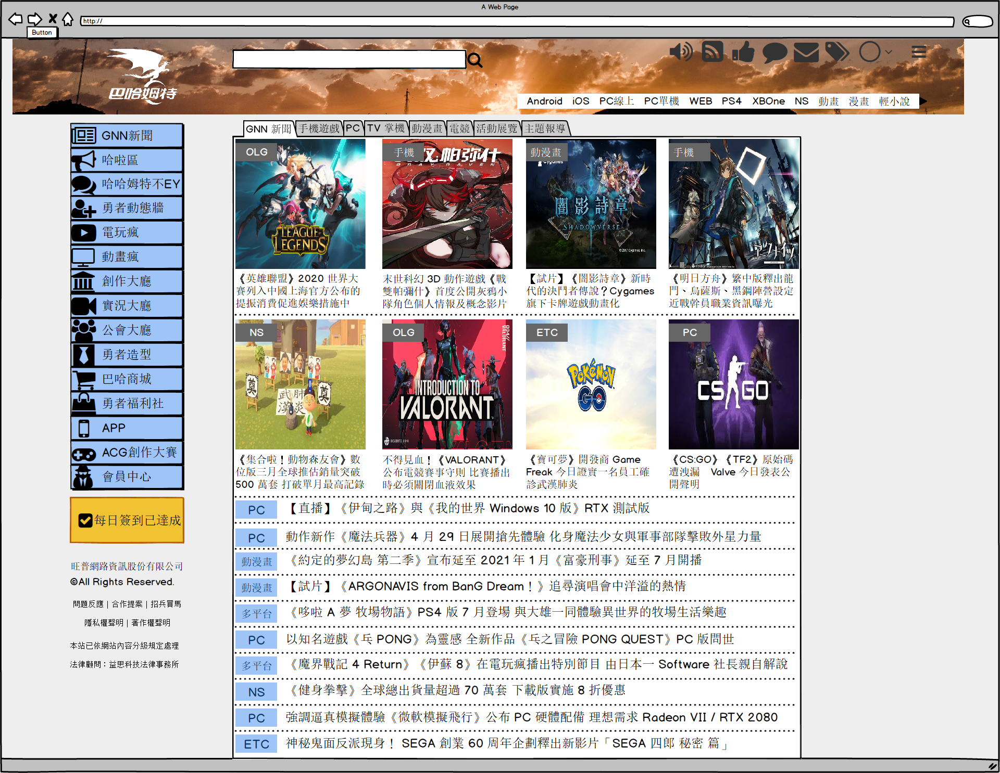 A Web Page
http://
Button
巴哈姆特
Android iOS PC線上 PC單機 WEB PS4 XBOne NS 動畫 漫畫 輕小說
GNN新聞
哈啦區
哈哈姆特不EY
勇者動態牆
電玩瘋
動畫瘋
創作大廳
實況大廳
公會大廳
勇者造型
巴哈商城
勇者福利社
APP
ACG創作大賽
會員中心
每日簽到已達成
旺普網路資訊股份有限公司
©All Rights Reserved.
問題反應 | 合作提案 | 招兵買馬
隱私權聲明 | 著作權聲明
本站已依網站內容分級規定處理
法律顧問：益思科技法律事務所
GNN 新聞 手機遊戲 PC TV 掌機 動漫畫 電競 活動展覽 主題報導
OLG
LEAGUE OF
LEGENDS
《英雄聯盟》2020 世界大
賽列入中國上海官方公布的
提振消費促進娛樂措施中
手機
帕弥什
GRAY RAVEN
末世科幻 3D 動作遊戲《戰
雙帕彌什》首度公開灰鴉小
隊角色個人情報及概念影片
動漫畫
Cygames
闇影詩章
SHADOWVERSE
©2017 Cygames, Inc.
【試片】《闇影詩章》新時
代的決鬥者傳說？Cygames
旗下卡牌遊戲動畫化
手機
アークナイツ
《明日方舟》繁中版釋出龍
門、烏薩斯、黑鋼陣營設定
近戰幹員職業資訊曝光
NS
奠
武漢
肺炎
奠
《集合啦！動物森友會》數
位版三月全球推估銷量突破
500 萬套 打破單月最高記錄
OLG
004// VALORANT
INTRODUCTION TO
VALORANT
DEXERTO.COM
不得見血！《VALORANT》
公布電競賽事守則 比賽播出
時必須關閉血液效果
ETC
POKÉMON
GO
《寶可夢》開發商 Game
Freak 今日證實一名員工確
診武漢肺炎
PC
CS GO
《CS:GO》《TF2》原始碼
遭洩漏　Valve 今日發表公
開聲明
PC 【直播】《伊甸之路》與《我的世界 Windows 10 版》RTX 測試版
PC 動作新作《魔法兵器》4 月 29 日展開搶先體驗 化身魔法少女與軍事部隊擊敗外星力量
動漫畫 《約定的夢幻島 第二季》宣布延至 2021 年 1 月《富豪刑事》延至 7 月開播
動漫畫 【試片】《ARGONAVIS from BanG Dream！》追尋演唱會中洋溢的熱情
多平台 《哆啦 A 夢 牧場物語》PS4 版 7 月登場 與大雄一同體驗異世界的牧場生活樂趣
PC 以知名遊戲《乓 PONG》為靈感 全新作品《乓之冒險 PONG QUEST》PC 版問世
多平台 《魔界戰記 4 Return》《伊蘇 8》在電玩瘋播出特別節目 由日本一 Software 社長親自解說
NS 《健身拳擊》全球總出貨量超過 70 萬套 下載版實施 8 折優惠
PC 強調逼真模擬體驗《微軟模擬飛行》公布 PC 硬體配備 理想需求 Radeon VII / RTX 2080
ETC 神秘鬼面反派現身！ SEGA 創業 60 周年企劃釋出新影片「SEGA 四郎 秘密 篇」